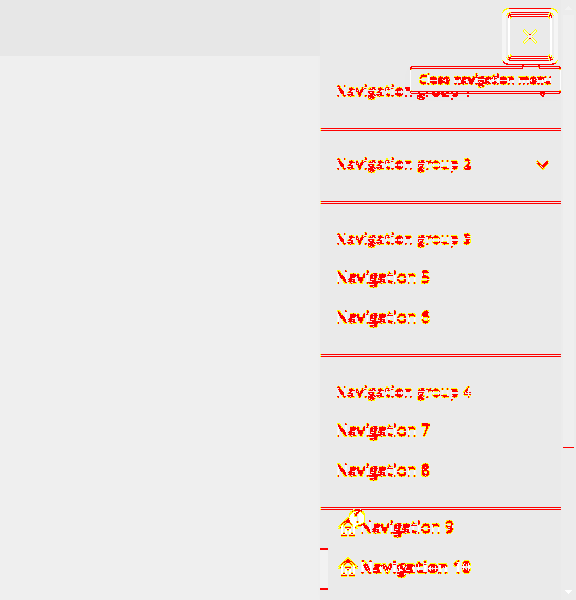 Close navigation menu
Navigation group 1
Navigation group 2
Navigation group 3
Navigation 5
Navigation 6
Navigation group 4
Navigation 7
Navigation 8
Navigation 9
Navigation 10